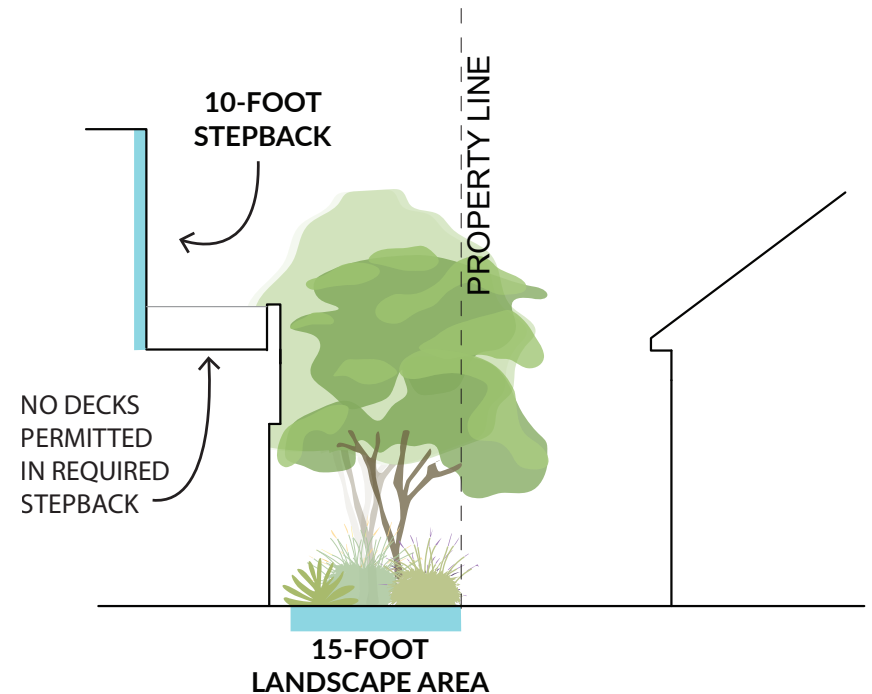 10-FOOT
STEPBACK
PROPERTY LINE
NO DECKS
PERMITTED
IN REQUIRED
STEPBACK
15-FOOT
LANDSCAPE AREA